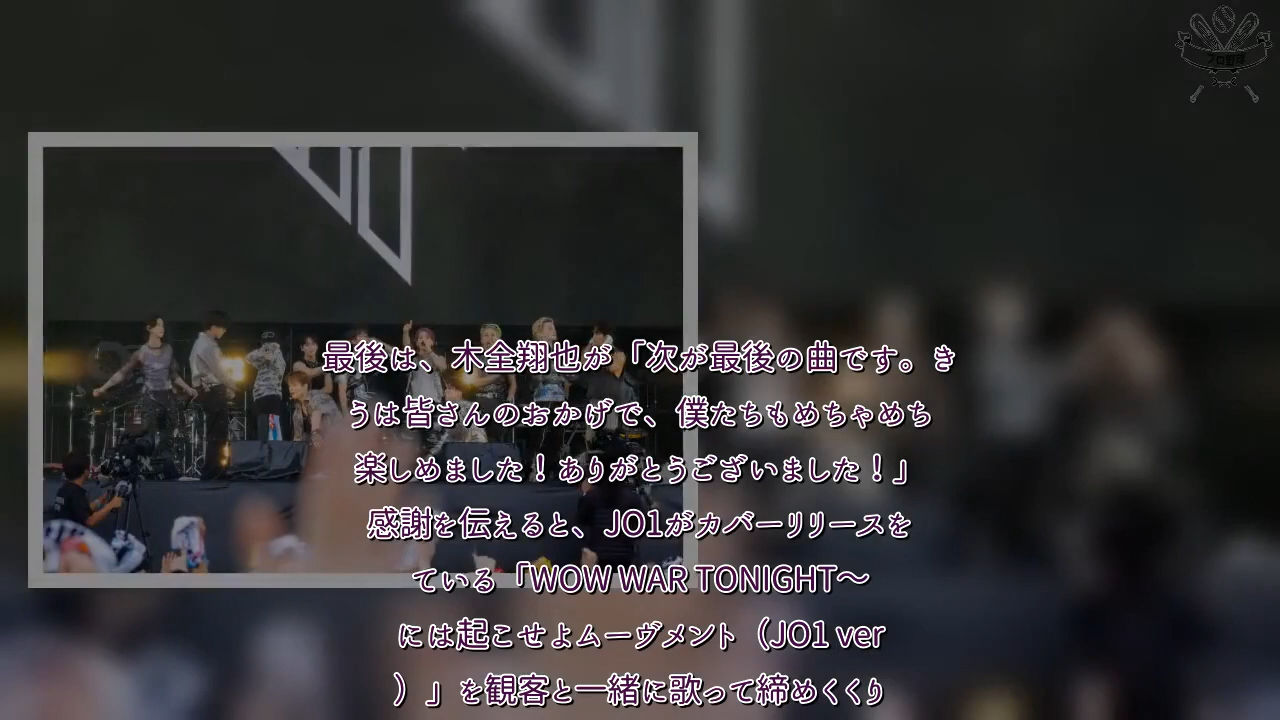 プロ野球
最後は、木全翔也が「次が最後の曲です。き
うは皆さんのおかげで、僕たちもめちゃめち
楽しめました！ありがとうございました！」
感謝を伝えると、JO1がカバーリリースを
ている「WOW WAR TONIGHT～
には起こせよムーヴメント（JO1 ver
）」を観客と一緒に歌って締めくくり